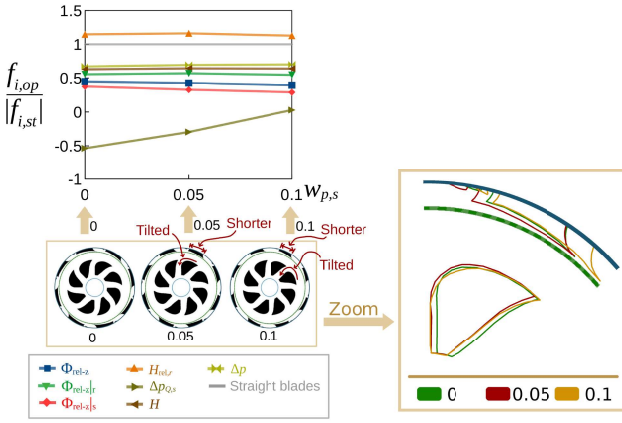 1.5
1
0.5
0
-0.5
-1
f_{i,op}
|f_{i,st}|
0 0.05 0.1 w_{p,s}
0 0.05 0.1
Tilted Shorter Shorter
Tilted
0 0.05 0.1
Zoom
Φ_{rel-z} H_{rel,r} Δp
Φ_{rel-z}|_r Δp_{Q,s} Straight blades
Φ_{rel-z}|_s H
0 0.05 0.1